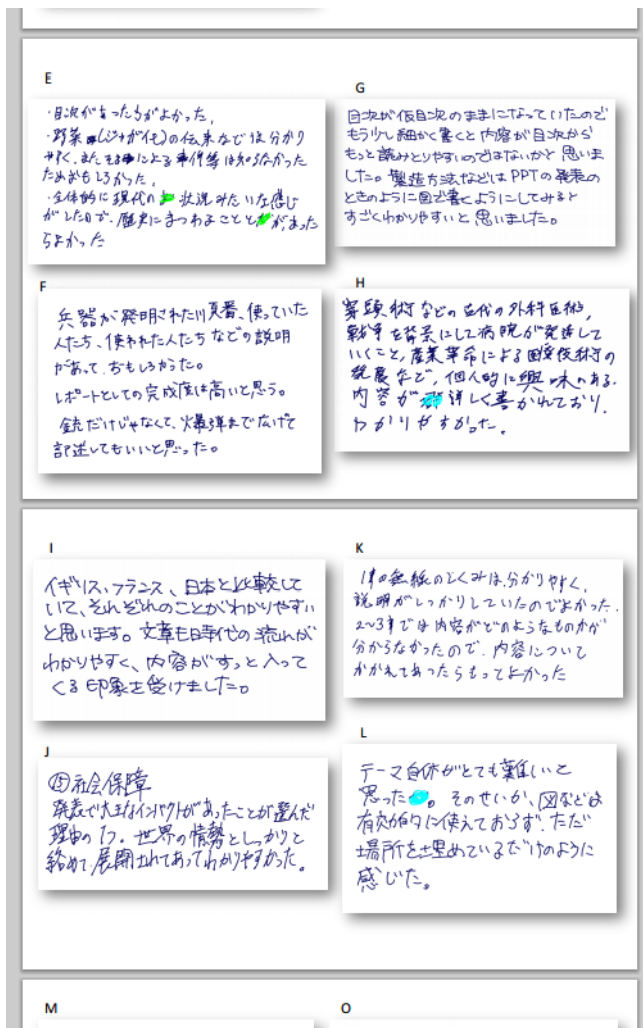 E
・目次があったらがよかった。
・野菜(ジャガイモ)の伝来などは分かり
やすく、また による事件等は知らなかった
ためおもしろかった。
・全体的に現代の 状況みたいな感じ
がしたので、歴史にまつわることとかが、あった
らよかった
G
目次が仮目次のままになっていたので
もう少し細かく書くと内容が目次から
もっと読みとりやすいのではないかと思いま
した。製造方法などはPPTの発表の
ときのように図で書くようにしてみると
すごくわかりやすいと思いました。
F
兵器が発明された順番、使っていた
人たち、使われた人たちなどの説明
があって、おもしろかった。
レポートとしての完成度は高いと思う。
銃だけじゃなくて、爆弾まで広げて
記述してもいいと思った。
H
穿頭術などの古代の外科医術,
戦争を背景にして病院が発達して
いくこと,産業革命による医療技術の
発展など,個人的に興味のある.
内容が 詳しく書かれており,
わかりやすかった。
I
イギリス、フランス、日本と比較して
いて、それぞれのことがわかりやすい
と思います。文章も時代の流れが
わかりやすく、内容がすっと入って
くる印象を受けました。
K
1章の無線のしくみは、分かりやすく、
説明がしっかりしていたのでよかった.
2~3章では内容がどのようなものかが
分からなかったので、内容について
かかれてあったらもっとよかった
J
⑮社会保障
発表で大きなインパクトがあったことが選んだ
理由の1つ。世界の情勢としっかりと
絡めて、展開されてあってわかりやすかった。
L
テーマ自体がとても難しいと
思った。そのせいか、図などは
有効的に使えておらず、ただ
場所を埋めているだけのように
感じた。
M
O